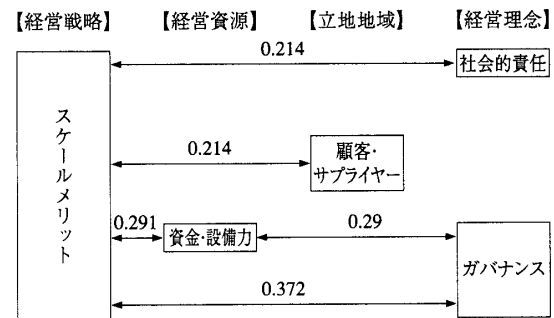 【経営戦略】 【経営資源】 【立地地域】 【経営理念】
0.214
社会的責任
スケールメリット
0.214
顧客・
サプライヤー
0.291
資金・設備力
0.29
ガバナンス
0.372